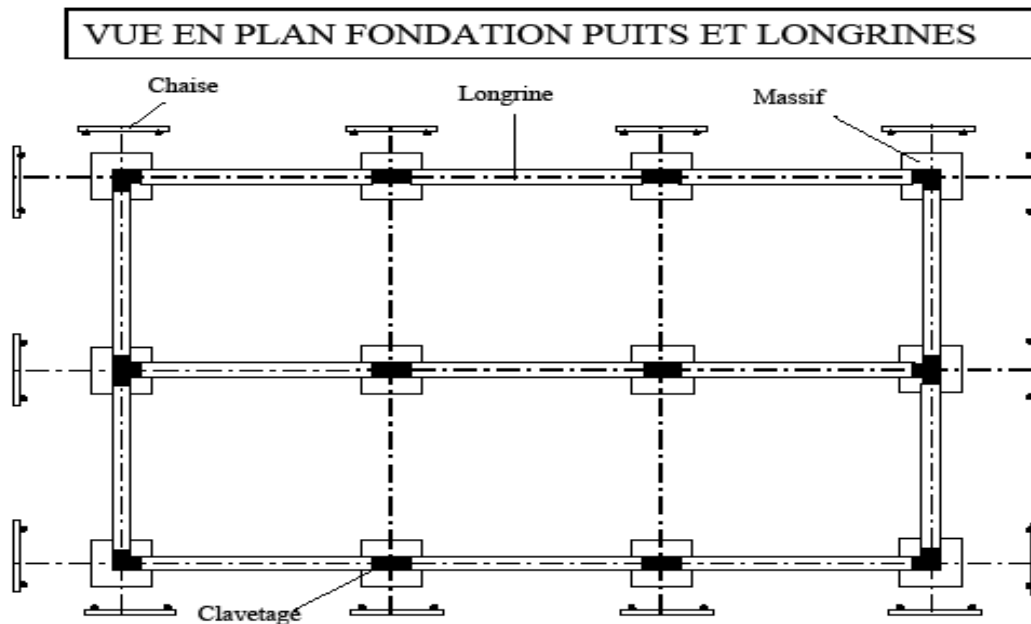 VUE EN PLAN FONDATION PUITS ET LONGRINES
Chaise
Longrine
Massif
Clavetage